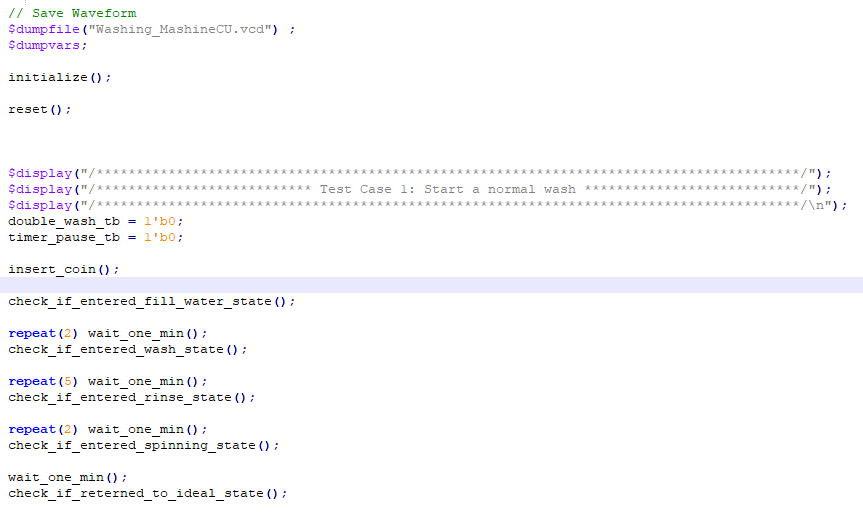 // Save Waveform
$dumpfile("Washing_MashineCU.vcd") ;
$dumpvars;
initialize();
reset();
$display("/****************************************************************************************/");
$display("/*************************** Test Case 1: Start a normal wash ***************************/");
$display("/****************************************************************************************/\n");
double_wash_tb = 1'b0;
timer_pause_tb = 1'b0;
insert_coin();
check_if_entered_fill_water_state();
repeat(2) wait_one_min();
check_if_entered_wash_state();
repeat(5) wait_one_min();
check_if_entered_rinse_state();
repeat(2) wait_one_min();
check_if_entered_spinning_state();
wait_one_min();
check_if_reterned_to_ideal_state();